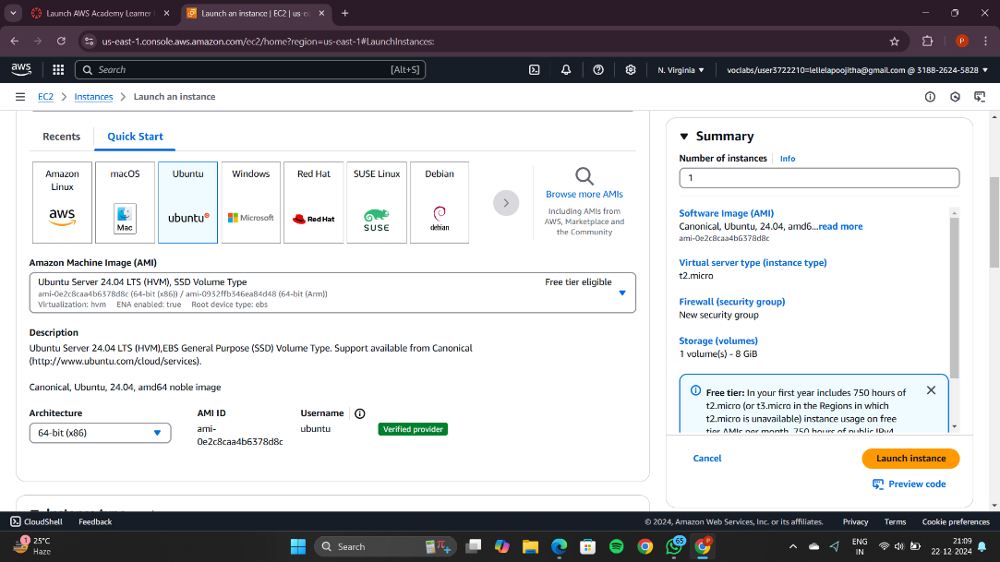 Launch AWS Academy Learner
Launch an instance | EC2 | us-ea
us-east-1.console.aws.amazon.com/ec2/home?region=us-east-1#LaunchInstances:
P
aws
Search
[Alt+S]
N. Virginia
voclabs/user3722210=lellelapoojitha@gmail.com @ 3188-2624-5828
EC2 > Instances > Launch an instance
Recents
Quick Start
Amazon Linux
aws
macOS
Mac
Ubuntu
ubuntu
Windows
Microsoft
Red Hat
Red Hat
SUSE Linux
SUSE
Debian
debian
Browse more AMIs
Including AMIs from
AWS, Marketplace and
the Community
Amazon Machine Image (AMI)
Ubuntu Server 24.04 LTS (HVM), SSD Volume Type
Free tier eligible
ami-0e2c8caa4b6378d8c (64-bit (x86)) / ami-0932ffb346ea84d48 (64-bit (Arm))
Virtualization: hvm ENA enabled: true Root device type: ebs
Description
Ubuntu Server 24.04 LTS (HVM),EBS General Purpose (SSD) Volume Type. Support available from Canonical
(http://www.ubuntu.com/cloud/services).
Canonical, Ubuntu, 24.04, amd64 noble image
Architecture
64-bit (x86)
AMI ID
ami-
0e2c8caa4b6378d8c
Username
ubuntu
Verified provider
Summary
Number of instances
Info
1
Software Image (AMI)
Canonical, Ubuntu, 24.04, amd6...read more
ami-0e2c8caa4b6378d8c
Virtual server type (instance type)
t2.micro
Firewall (security group)
New security group
Storage (volumes)
1 volume(s) - 8 GiB
Free tier: In your first year includes 750 hours of
t2.micro (or t3.micro in the Regions in which
t2.micro is unavailable) instance usage on free
tier AMIs per month, 750 hours of public IPv4
Cancel
Launch instance
Preview code
CloudShell
Feedback
© 2024, Amazon Web Services, Inc. or its affiliates.
Privacy
Terms
Cookie preferences
1
25°C
Haze
Search
65
P
ENG
IN
21:09
22-12-2024